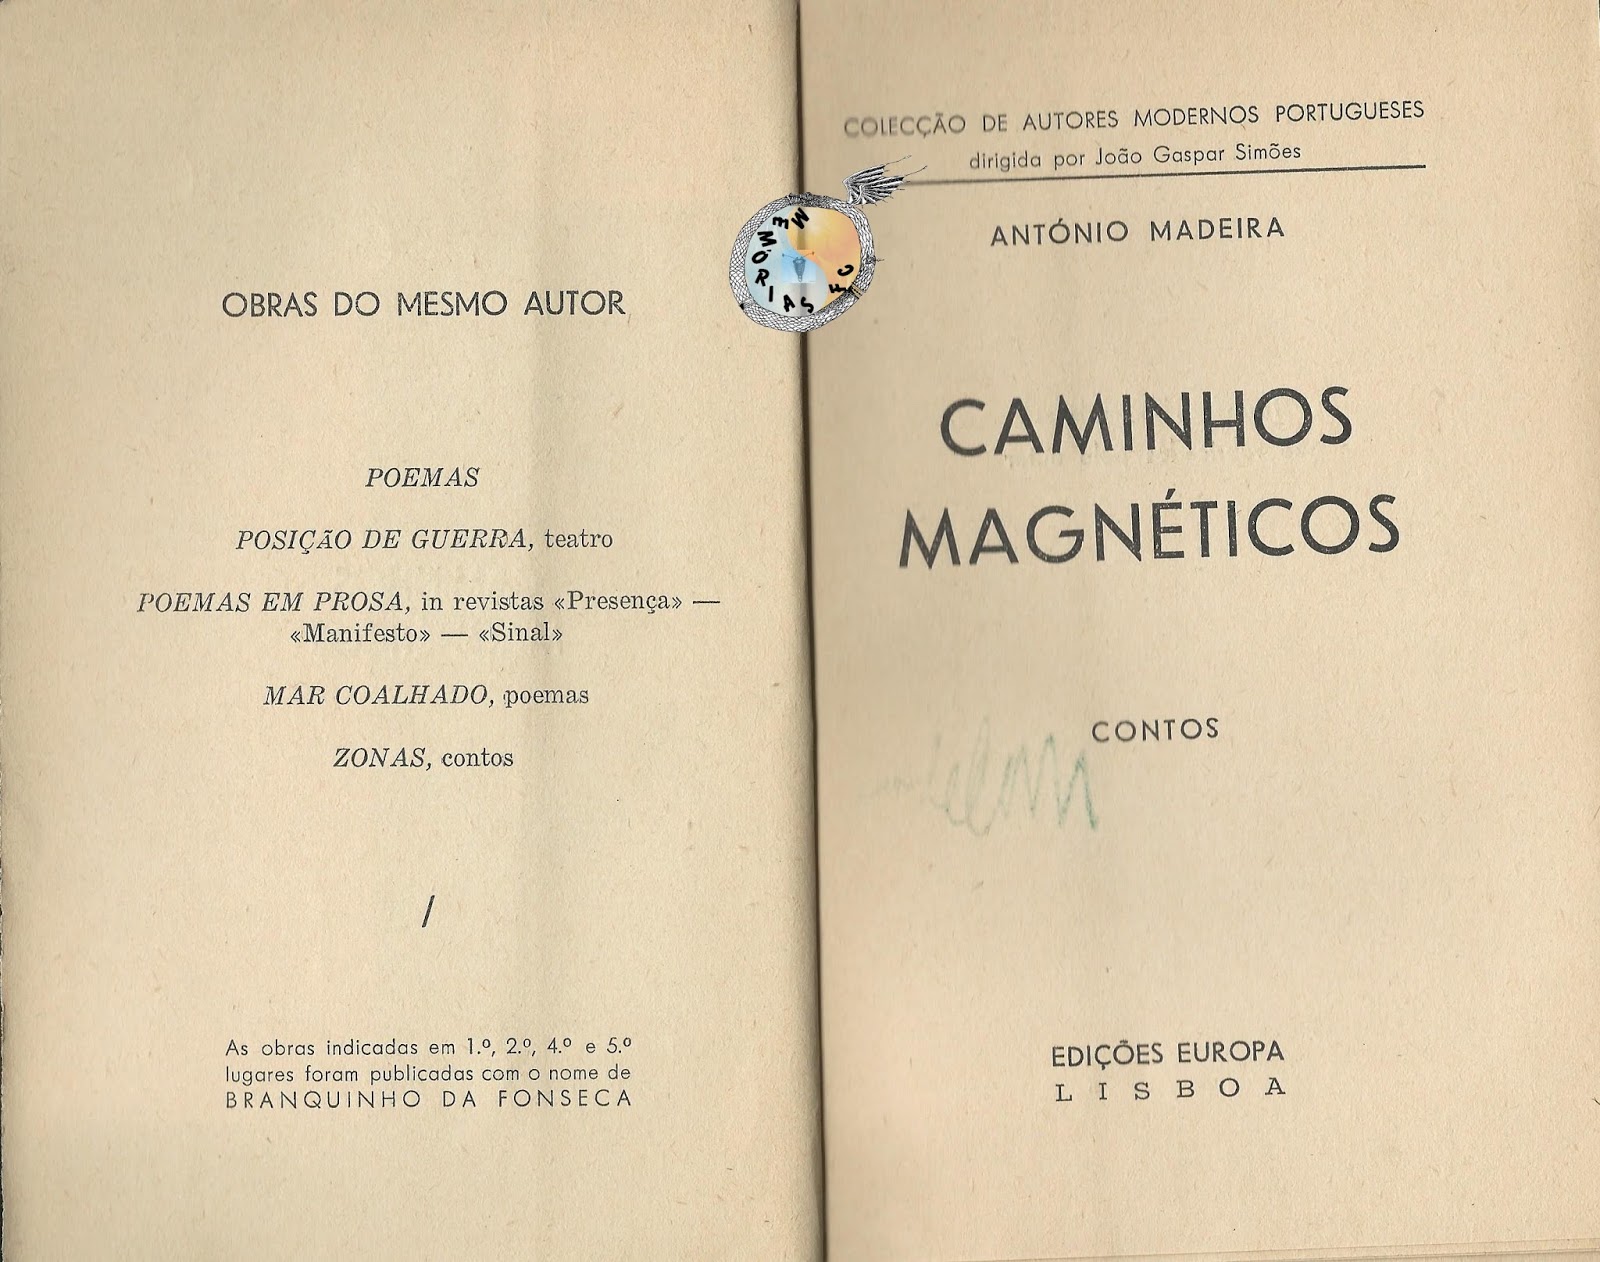 OBRAS DO MESMO AUTOR
POEMAS
POSIÇÃO DE GUERRA, teatro
POEMAS EM PROSA, in revistas «Presença» —
«Manifesto» — «Sinal»
MAR COALHADO, poemas
ZONAS, contos
/
As obras indicadas em 1.º, 2.º, 4.º e 5.º
lugares foram publicadas com o nome de
BRANQUINHO DA FONSECA
MEMÓRIAS
COLECÇÃO DE AUTORES MODERNOS PORTUGUESES
dirigida por João Gaspar Simões
ANTÓNIO MADEIRA
CAMINHOS
MAGNÉTICOS
CONTOS
EDIÇÕES EUROPA
LISBOA